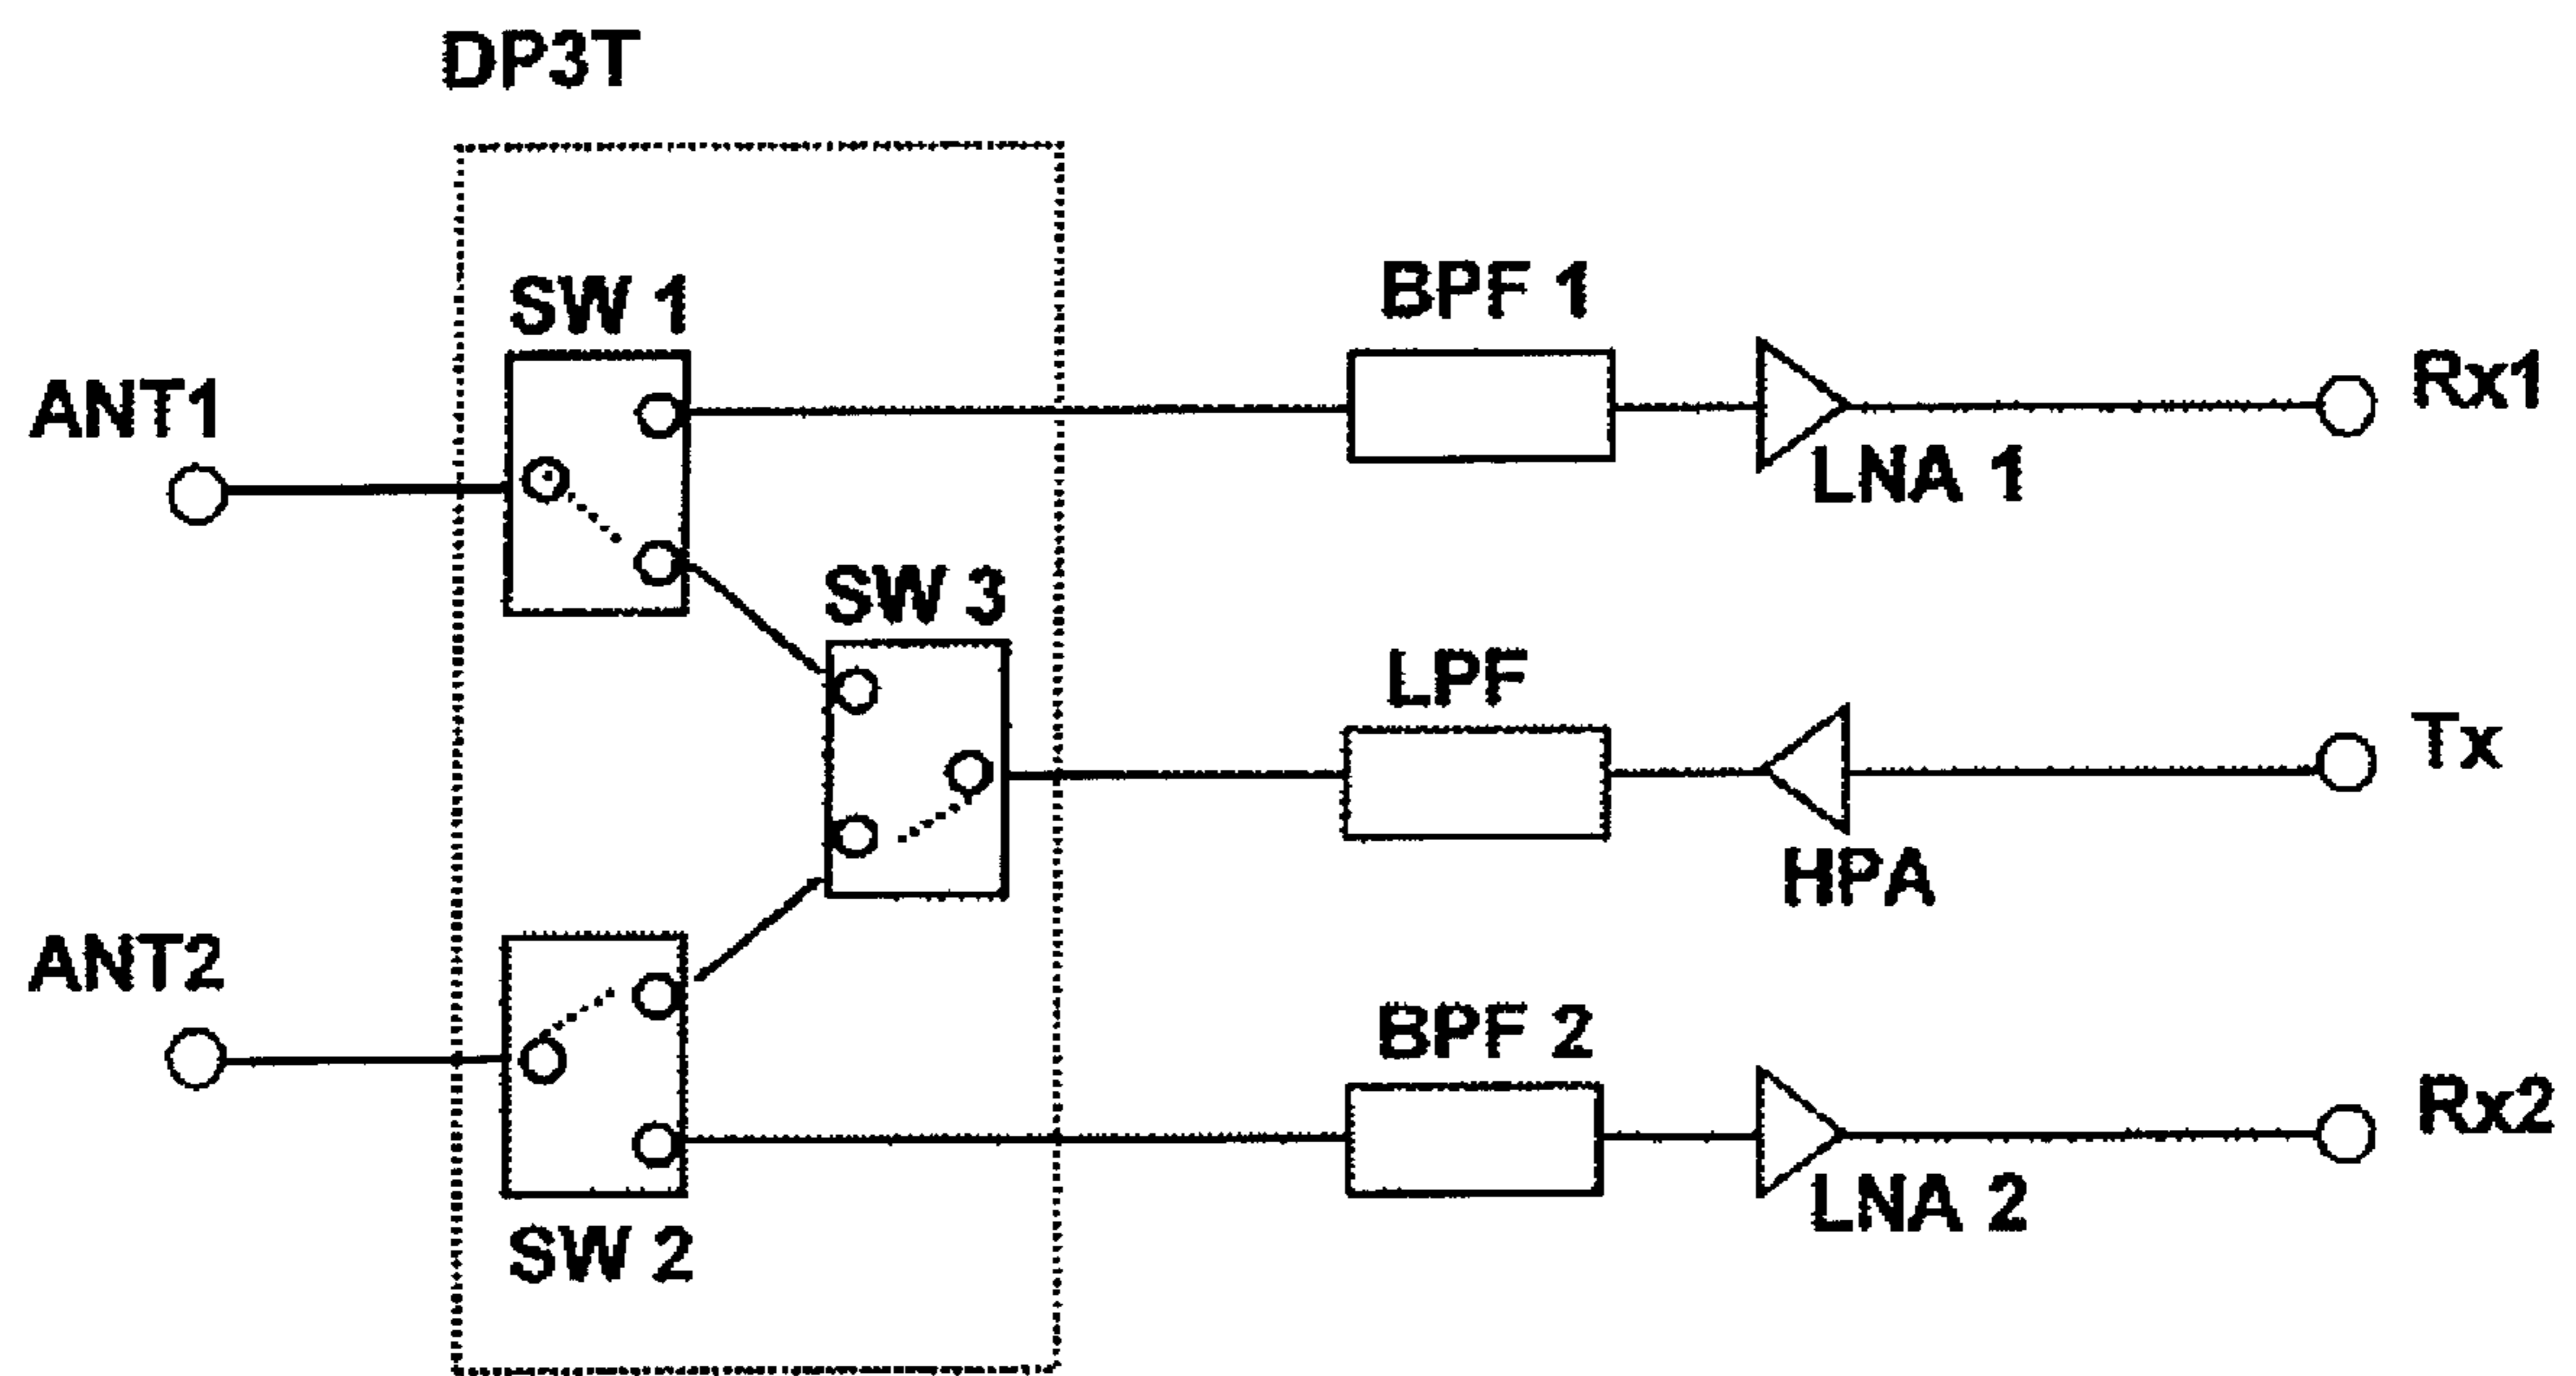 DP3T
SW 1
BPF 1
ANT1
Rx1
LNA 1
SW 3
LPF
Tx
HPA
ANT2
BPF 2
Rx2
LNA 2
SW 2